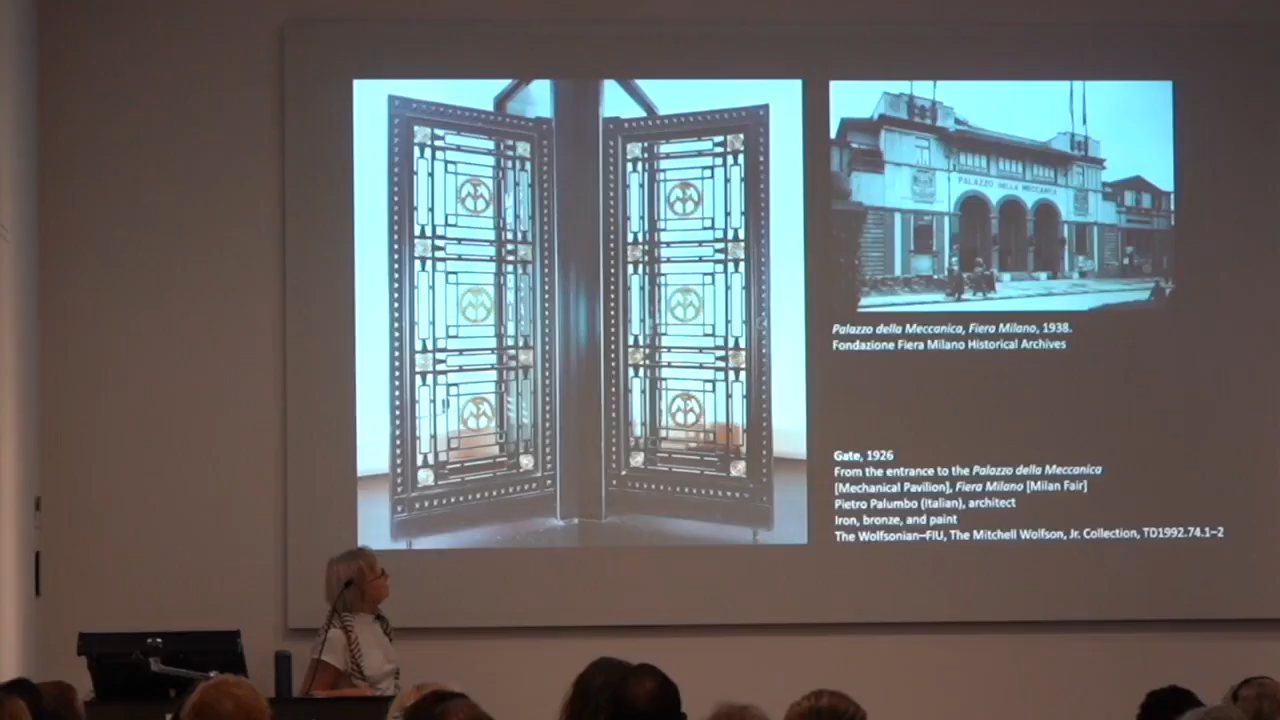 PALAZZO DELLA MECCANICA
Palazzo della Meccanica, Fiera Milano, 1938.
Fondazione Fiera Milano Historical Archives
Gate, 1926
From the entrance to the Palazzo della Meccanica
[Mechanical Pavilion], Fiera Milano [Milan Fair]
Pietro Palumbo (Italian), architect
Iron, bronze, and paint
The Wolfsonian–FIU, The Mitchell Wolfson, Jr. Collection, TD1992.74.1–2